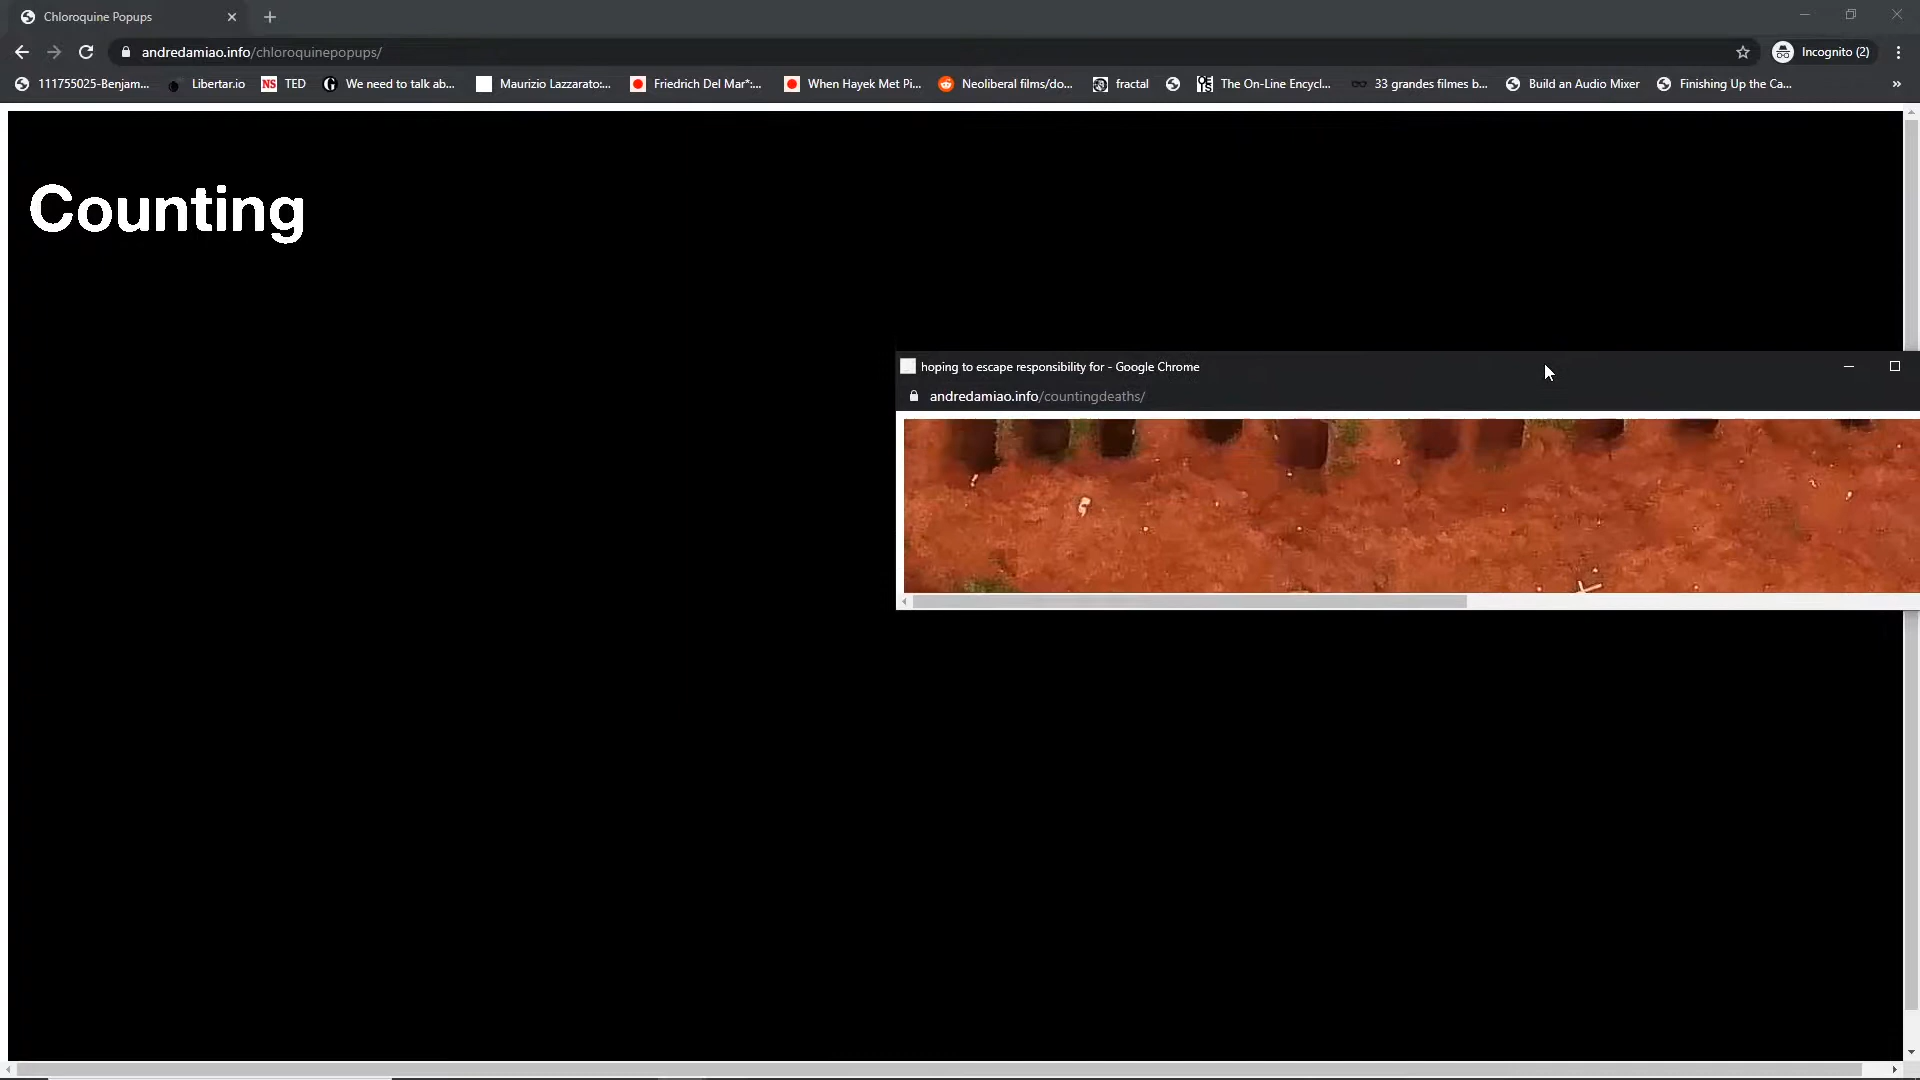 Chloroquine Popups
andredamiao.info/chloroquinepopups/
Incognito (2)
111755025-Benjam...
Libertar.io
NS TED
We need to talk ab...
Maurizio Lazzarato:...
Friedrich Del Mar*:...
When Hayek Met Pi...
Neoliberal films/do...
fractal
The On-Line Encycl...
33 grandes filmes b...
Build an Audio Mixer
Finishing Up the Ca...
»
Counting
hoping to escape responsibility for - Google Chrome
andredamiao.info/countingdeaths/